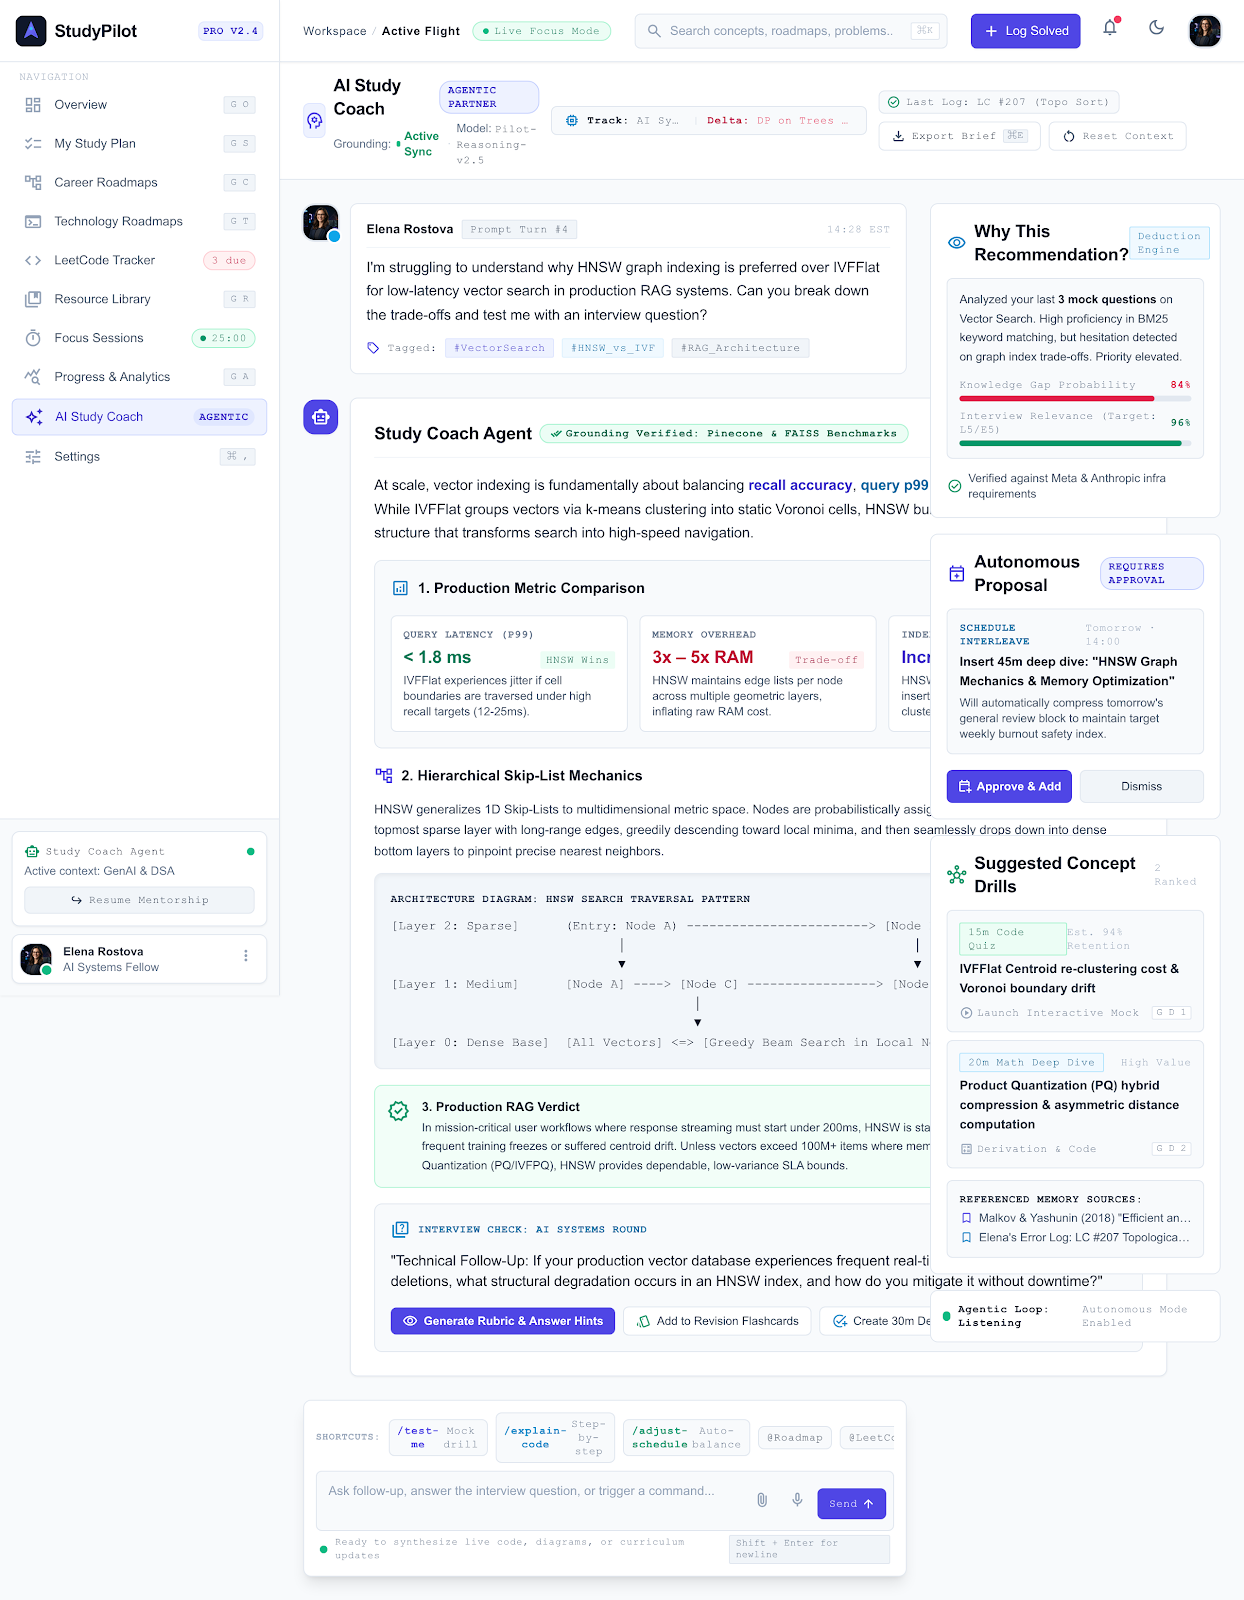 StudyPilot
PRO V2.4
NAVIGATION
Overview
G O
My Study Plan
G S
Career Roadmaps
G C
Technology Roadmaps
G T
LeetCode Tracker
3 due
Resource Library
G R
Focus Sessions
25:00
Progress & Analytics
G A
AI Study Coach
AGENTIC
Settings
⌘ ,
Study Coach Agent
Active context: GenAI & DSA
Resume Mentorship
Elena Rostova
AI Systems Fellow
Workspace / Active Flight
Live Focus Mode
Search concepts, roadmaps, problems..
⌘K
Log Solved
AI Study
Coach
AGENTIC
PARTNER
Grounding:
Active
Sync
Model: Pilot-
Reasoning-
v2.5
Track: AI Sy…
Delta: DP on Trees …
Last Log: LC #207 (Topo Sort)
Export Brief ⌘E
Reset Context
Elena Rostova
Prompt Turn #4
14:28 EST
I'm struggling to understand why HNSW graph indexing is preferred over IVFFlat
for low-latency vector search in production RAG systems. Can you break down
the trade-offs and test me with an interview question?
Tagged:
#VectorSearch
#HNSW_vs_IVF
#RAG_Architecture
Study Coach Agent
Grounding Verified: Pinecone & FAISS Benchmarks
At scale, vector indexing is fundamentally about balancing recall accuracy, query p99
While IVFFlat groups vectors via k-means clustering into static Voronoi cells, HNSW bu
structure that transforms search into high-speed navigation.
1. Production Metric Comparison
QUERY LATENCY (P99)
< 1.8 ms
HNSW Wins
IVFFlat experiences jitter if cell
boundaries are traversed under high
recall targets (12-25ms).
MEMORY OVERHEAD
3x – 5x RAM
Trade-off
HNSW maintains edge lists per node
across multiple geometric layers,
inflating raw RAM cost.
INDE
Incr
HNSW
insert
cluste
2. Hierarchical Skip-List Mechanics
HNSW generalizes 1D Skip-Lists to multidimensional metric space. Nodes are probabilistically assig
topmost sparse layer with long-range edges, greedily descending toward local minima, and then seamlessly drops down into dense
bottom layers to pinpoint precise nearest neighbors.
ARCHITECTURE DIAGRAM: HNSW SEARCH TRAVERSAL PATTERN
[Layer 2: Sparse] (Entry: Node A) ----------------------> [Node
│ │
▼ ▼
[Layer 1: Medium] [Node A] ----> [Node C] -----------------> [Node
│
▼
[Layer 0: Dense Base] [All Vectors] <=> [Greedy Beam Search in Local N
3. Production RAG Verdict
In mission-critical user workflows where response streaming must start under 200ms, HNSW is sta
frequent training freezes or suffered centroid drift. Unless vectors exceed 100M+ items where mem
Quantization (PQ/IVFPQ), HNSW provides dependable, low-variance SLA bounds.
INTERVIEW CHECK: AI SYSTEMS ROUND
"Technical Follow-Up: If your production vector database experiences frequent real-ti
deletions, what structural degradation occurs in an HNSW index, and how do you mitigate it without downtime?"
Generate Rubric & Answer Hints
Add to Revision Flashcards
Create 30m De
SHORTCUTS:
/test-
me
Mock
drill
/explain-
code
Step-
by-
step
/adjust-
schedule
Auto-
balance
@Roadmap
@LeetCo
Ask follow-up, answer the interview question, or trigger a command...
Send
Ready to synthesize live code, diagrams, or curriculum
updates
Shift + Enter for
newline
Why This
Recommendation?
Deduction
Engine
Analyzed your last 3 mock questions on
Vector Search. High proficiency in BM25
keyword matching, but hesitation detected
on graph index trade-offs. Priority elevated.
Knowledge Gap Probability
84%
Interview Relevance (Target:
L5/E5)
96%
Verified against Meta & Anthropic infra
requirements
Autonomous
Proposal
REQUIRES
APPROVAL
SCHEDULE
INTERLEAVE
Tomorrow ·
14:00
Insert 45m deep dive: "HNSW Graph
Mechanics & Memory Optimization"
Will automatically compress tomorrow's
general review block to maintain target
weekly burnout safety index.
Approve & Add
Dismiss
Suggested Concept
Drills
2
Ranked
15m Code
Quiz
Est. 94%
Retention
IVFFlat Centroid re-clustering cost &
Voronoi boundary drift
Launch Interactive Mock
G D 1
20m Math Deep Dive
High Value
Product Quantization (PQ) hybrid
compression & asymmetric distance
computation
Derivation & Code
G D 2
REFERENCED MEMORY SOURCES:
Malkov & Yashunin (2018) "Efficient an…
Elena's Error Log: LC #207 Topologica…
Agentic Loop:
Listening
Autonomous Mode
Enabled